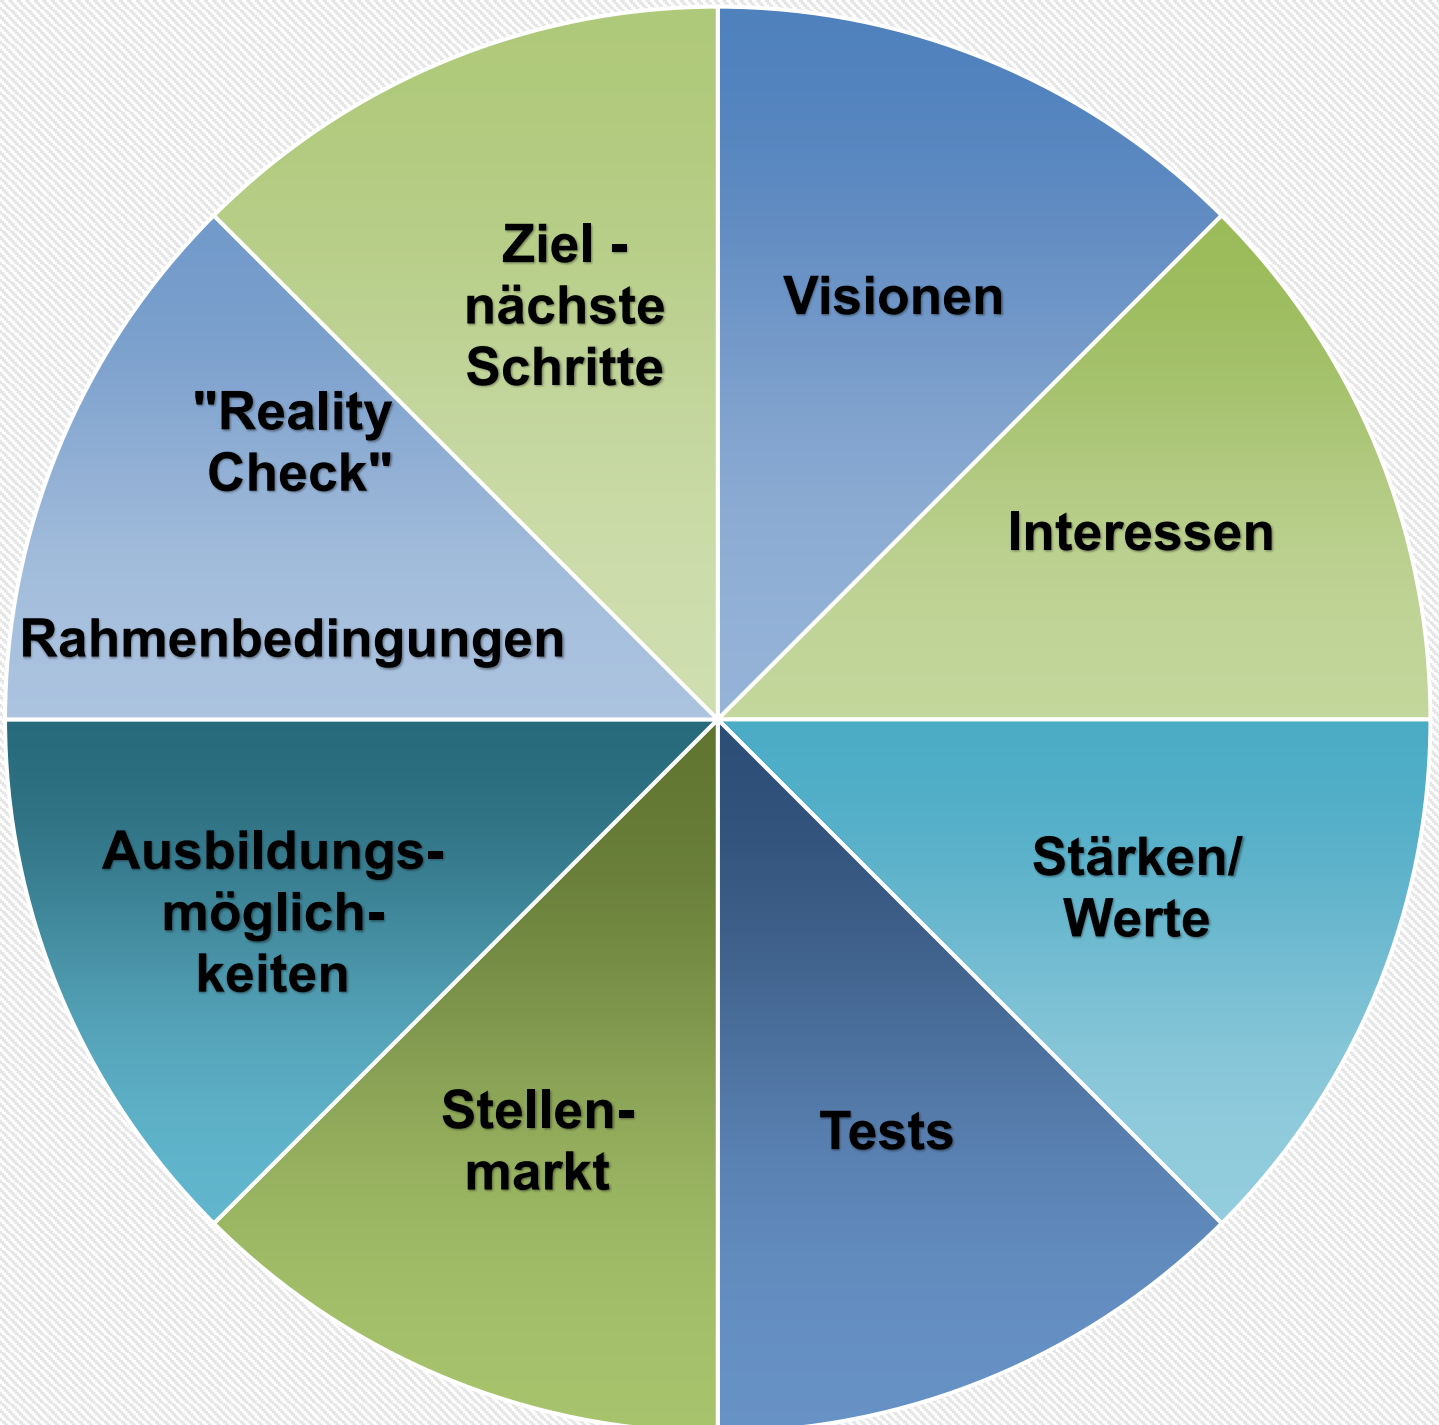 Visionen
Interessen
Stärken/
Werte
Tests
Stellen-
markt
Ausbildungs-
möglich-
keiten
"Reality
Check"
Rahmenbedingungen
Ziel -
nächste
Schritte